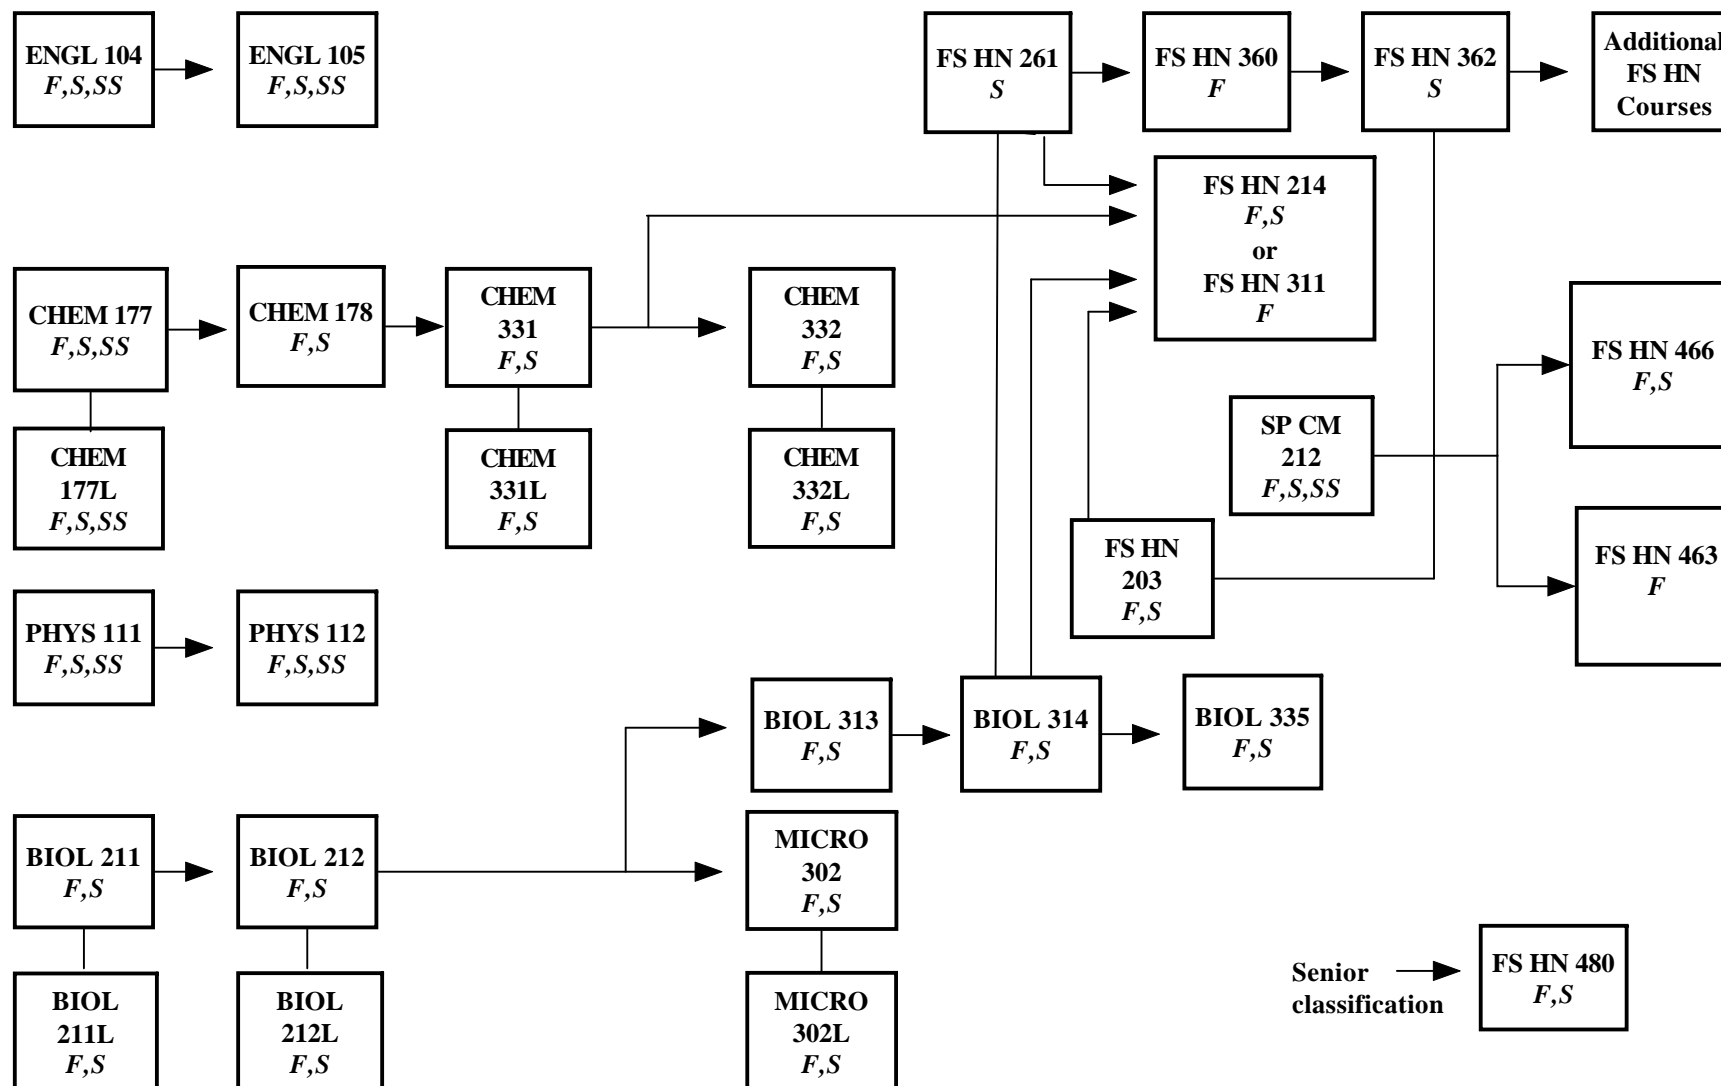 ENGL 104
F,S,SS
ENGL 105
F,S,SS
FS HN 261
S
FS HN 360
F
FS HN 362
S
Additional
FS HN
Courses
FS HN 214
F,S
or
FS HN 311
F
CHEM 177
F,S,SS
CHEM 178
F,S
CHEM
331
F,S
CHEM
332
F,S
FS HN 466
F,S
CHEM
177L
F,S,SS
CHEM
331L
F,S
CHEM
332L
F,S
SP CM
212
F,S,SS
FS HN
203
F,S
FS HN 463
F
PHYS 111
F,S,SS
PHYS 112
F,S,SS
BIOL 313
F,S
BIOL 314
F,S
BIOL 335
F,S
BIOL 211
F,S
BIOL 212
F,S
MICRO
302
F,S
BIOL
211L
F,S
BIOL
212L
F,S
MICRO
302L
F,S
Senior
classification
FS HN 480
F,S